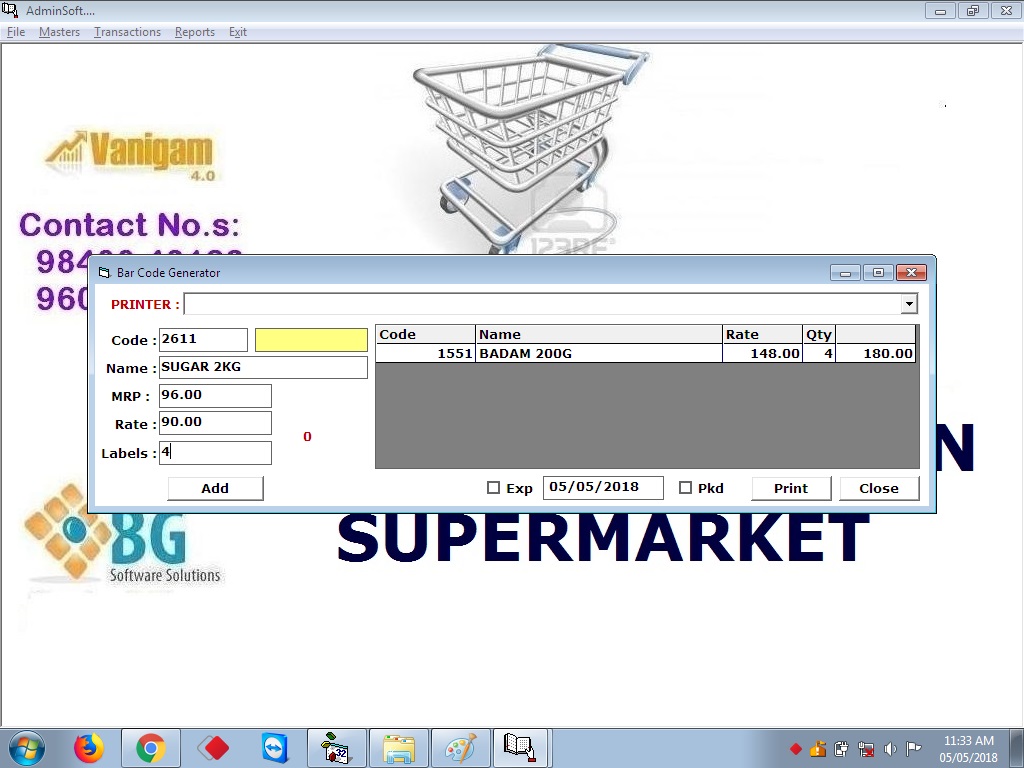 AdminSoft....
File Masters Transactions Reports Exit
Vanigam
4.0
Contact No.s:
Bar Code Generator
PRINTER :
Code : 2611
Name : SUGAR 2KG
MRP : 96.00
Rate : 90.00
0
Labels : 4
Add
Code Name Rate Qty
1551 BADAM 200G 148.00 4 180.00
Exp 05/05/2018 Pkd Print Close
N
SUPERMARKET
BG
Software Solutions
32
11:33 AM
05/05/2018